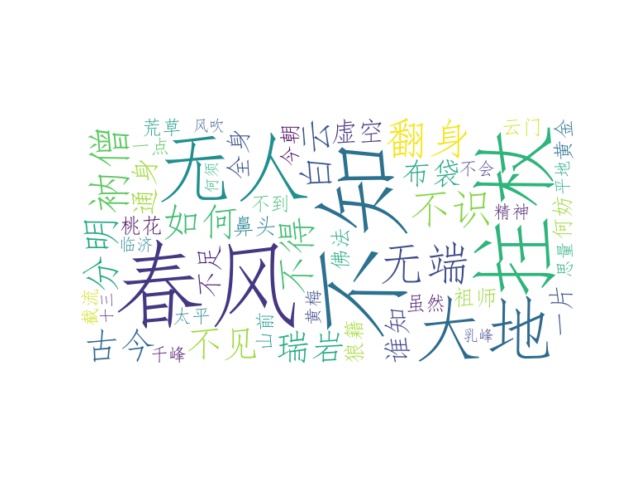 荒草
风吹
衲僧
一点
通身
无人
何须
全身
今朝
白云
虚空
不知
翻身
布袋
不会
云门
黄金
平地
拄杖
分明
桃花
临济
如何
不到
鼻头
不得
佛法
不识
精神
何妨
思量
截流
十三
春风
不足
太平
黄梅
无端
虽然
祖师
大地
一片
古今
千峰
不见
山前
瑞岩
狼籍
谁知
乳峰